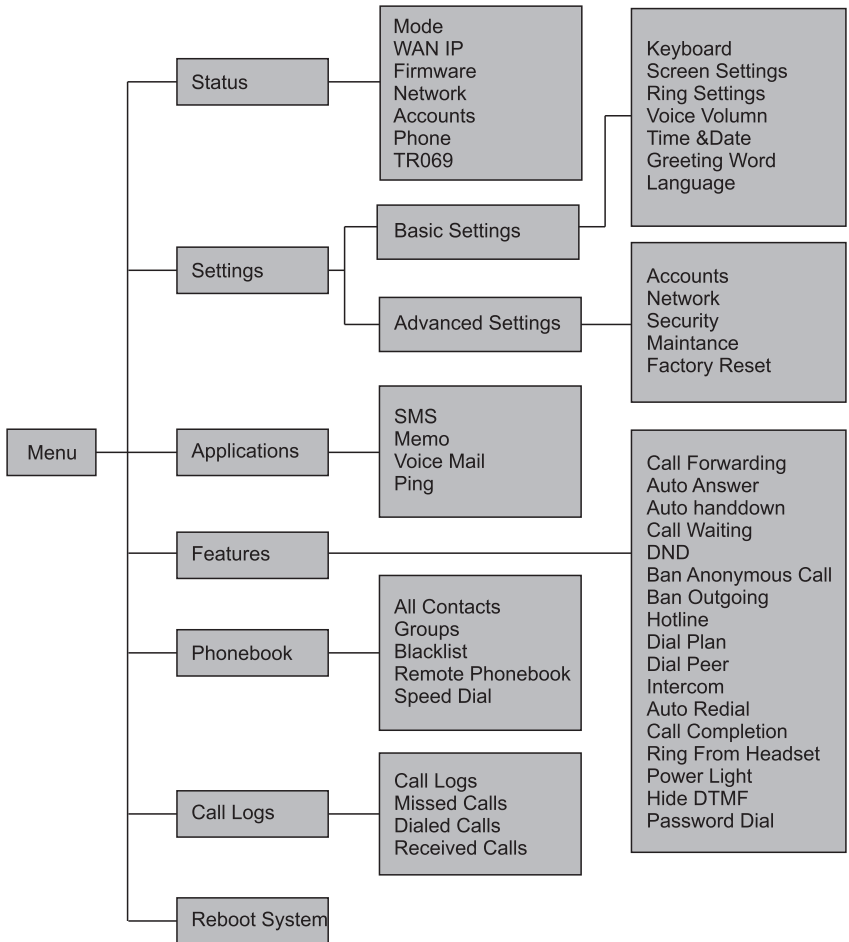 Menu
Status
Mode
WAN IP
Firmware
Network
Accounts
Phone
TR069
Settings
Basic Settings
Keyboard
Screen Settings
Ring Settings
Voice Volumn
Time &Date
Greeting Word
Language
Advanced Settings
Accounts
Network
Security
Maintance
Factory Reset
Applications
SMS
Memo
Voice Mail
Ping
Features
Call Forwarding
Auto Answer
Auto handdown
Call Waiting
DND
Ban Anonymous Call
Ban Outgoing
Hotline
Dial Plan
Dial Peer
Intercom
Auto Redial
Call Completion
Ring From Headset
Power Light
Hide DTMF
Password Dial
Phonebook
All Contacts
Groups
Blacklist
Remote Phonebook
Speed Dial
Call Logs
Call Logs
Missed Calls
Dialed Calls
Received Calls
Reboot System